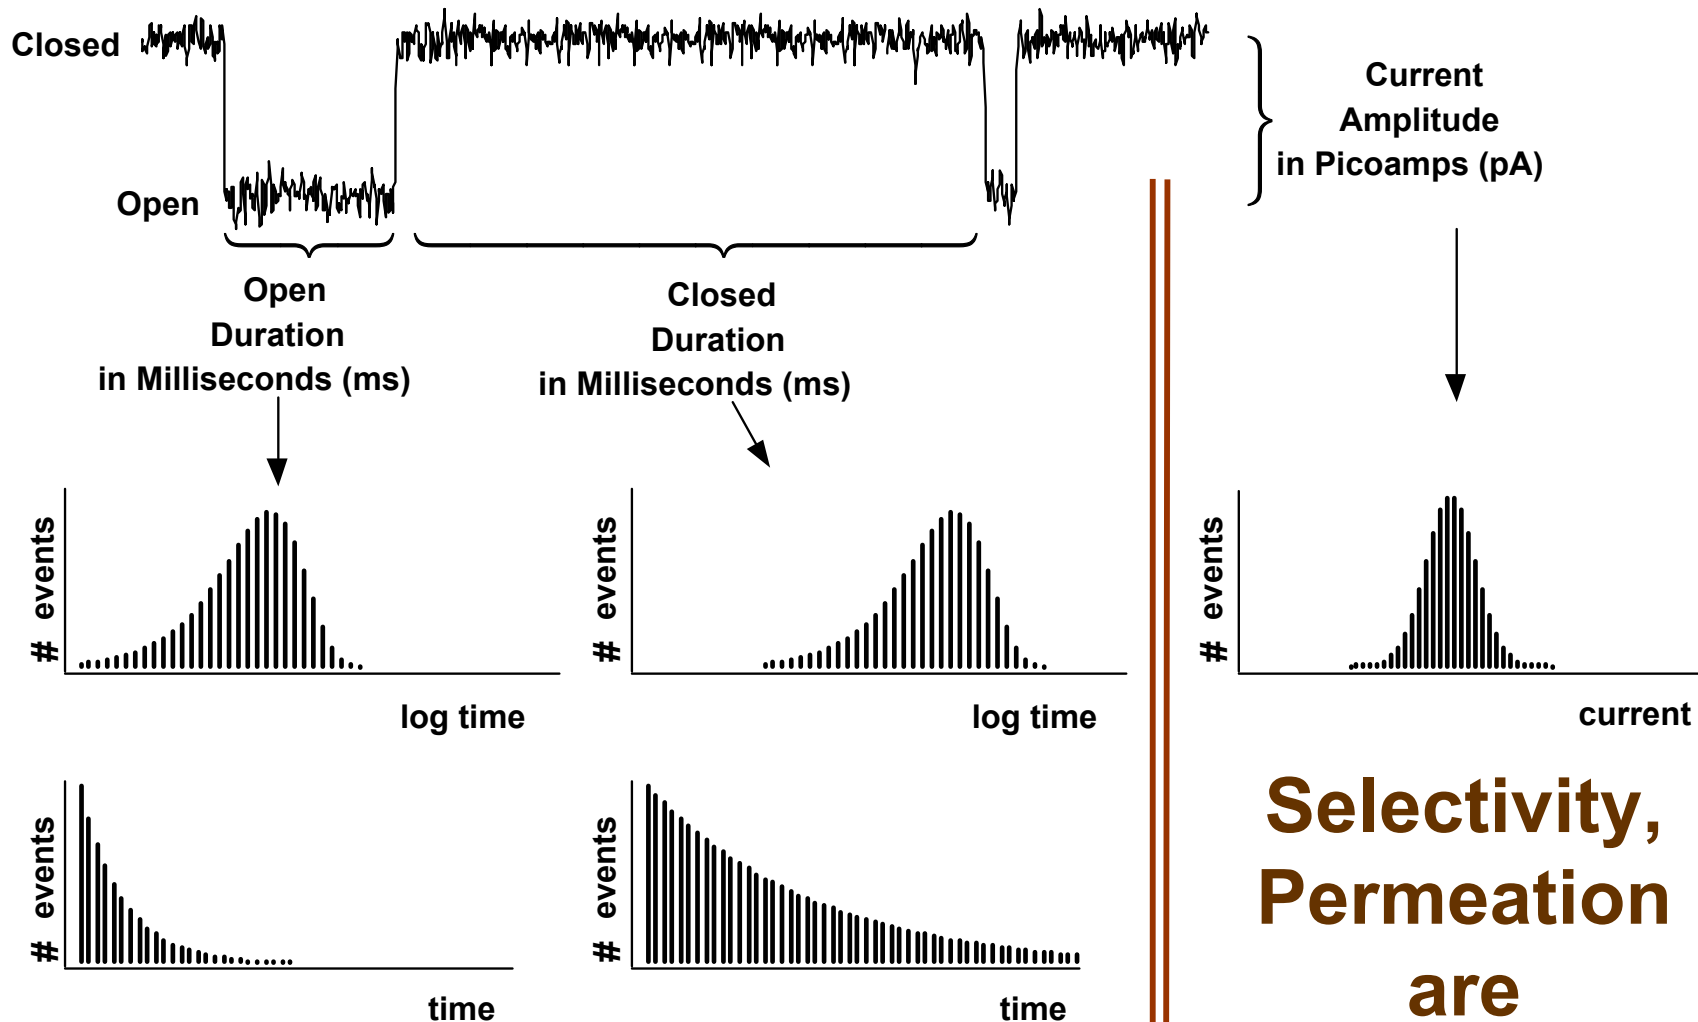 Closed
Open
Current
Amplitude
in Picoamps (pA)
Open
Duration
in Milliseconds (ms)
Closed
Duration
in Milliseconds (ms)
# events
log time
# events
log time
# events
current
# events
time
# events
time
Selectivity,
Permeation
are